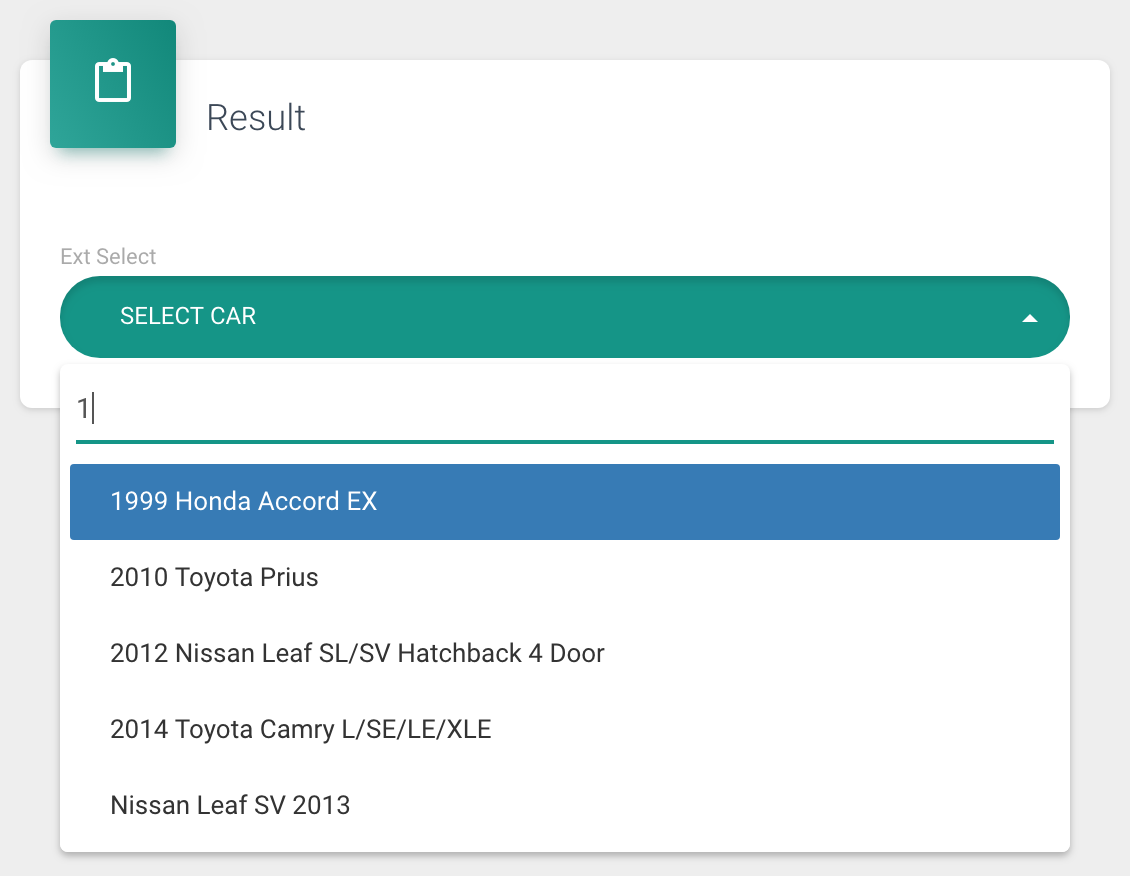 Result
Ext Select
SELECT CAR
1
1999 Honda Accord EX
2010 Toyota Prius
2012 Nissan Leaf SL/SV Hatchback 4 Door
2014 Toyota Camry L/SE/LE/XLE
Nissan Leaf SV 2013